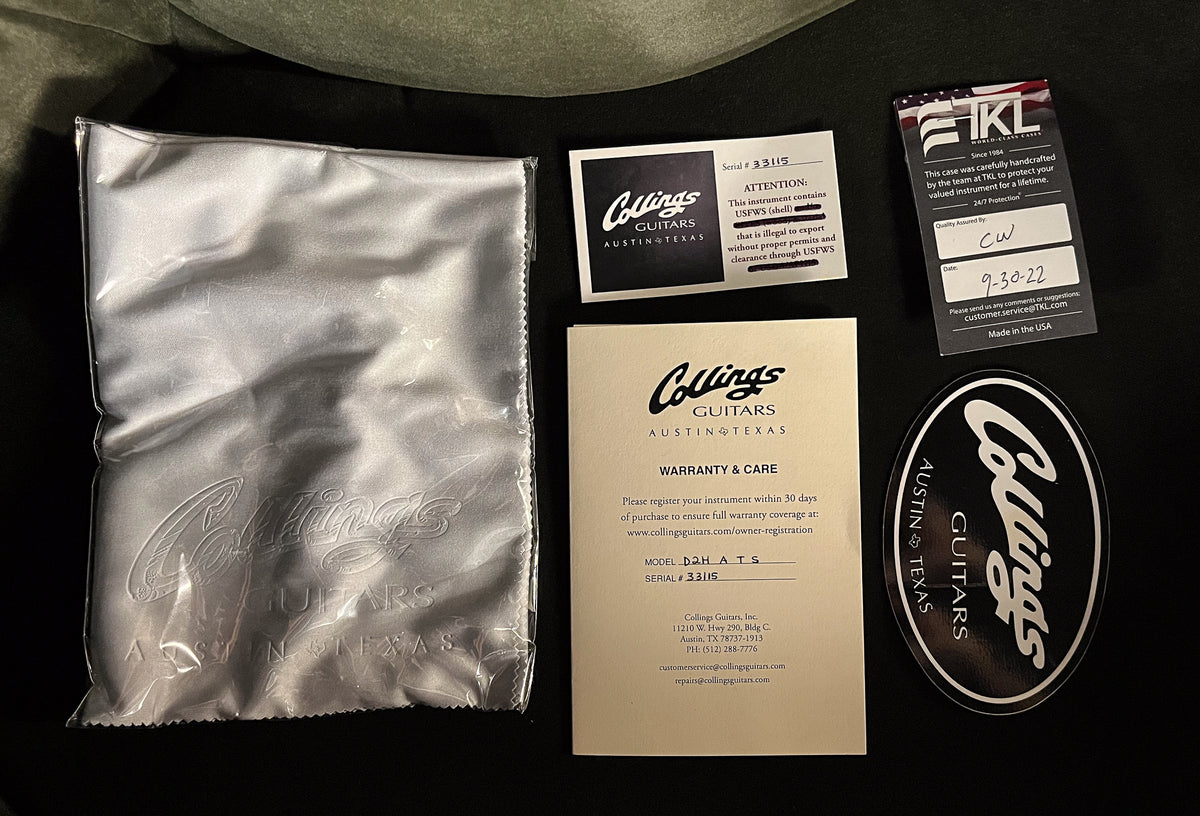 Collings
GUITARS
AUSTIN TEXAS
Collings
GUITARS
AUSTIN TEXAS
Serial # 33115
ATTENTION:
This instrument contains
USFWS (shell)
that is illegal to export
without proper permits and
clearance through USFWS
Collings
GUITARS
AUSTIN TEXAS
WARRANTY & CARE
Please register your instrument within 30 days
of purchase to ensure full warranty coverage at:
www.collingsguitars.com/owner-registration
MODEL D2H A T S
SERIAL # 33115
Collings Guitars, Inc.
11210 W. Hwy 290, Bldg C.
Austin, TX 78737-1913
PH: (512) 288-7776
customerservice@collingsguitars.com
repairs@collingsguitars.com
TKL
WORLD-CLASS CASES
Since 1984
This case was carefully handcrafted
by the team at TKL to protect your
valued instrument for a lifetime.
24/7 Protection®
Quality Assured By:
CW
Date:
9-30-22
Please send us any comments or suggestions:
customer.service@TKL.com
Made in the USA
Collings
GUITARS
AUSTIN TEXAS